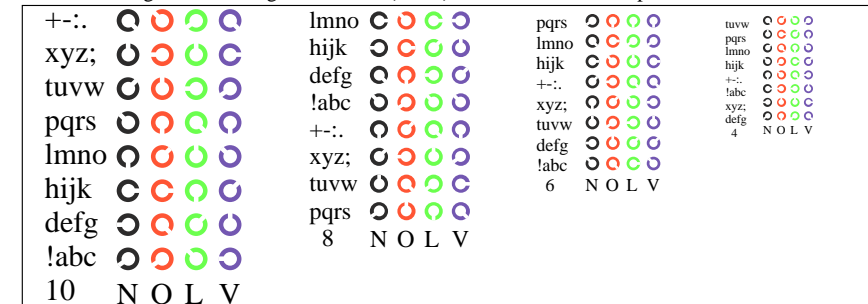 +-:.
xyz;
tuvw
pqrs
lmno
hijk
defg
!abc
10 N O L V
lmno
hijk
defg
!abc
+-:.
xyz;
tuvw
pqrs
8 N O L V
pqrs
lmno
hijk
+-:.
xyz;
tuvw
defg
!abc
6 N O L V
tuvw
pqrs
lmno
hijk
+-:.
!abc
xyz;
defg
4 N O L V